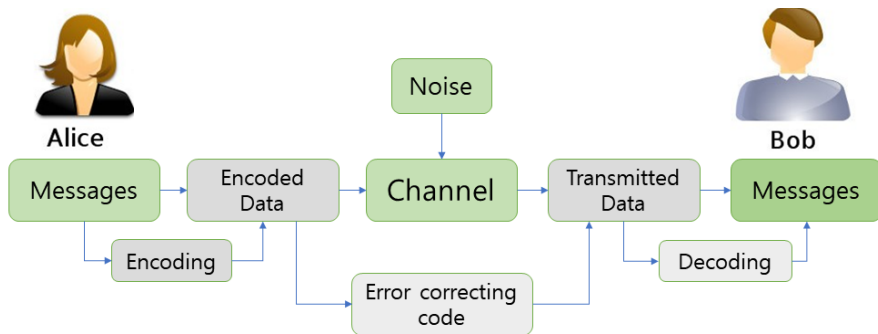 Alice
Bob
Noise
Messages
Encoded
Data
Channel
Transmitted
Data
Messages
Encoding
Decoding
Error correcting
code